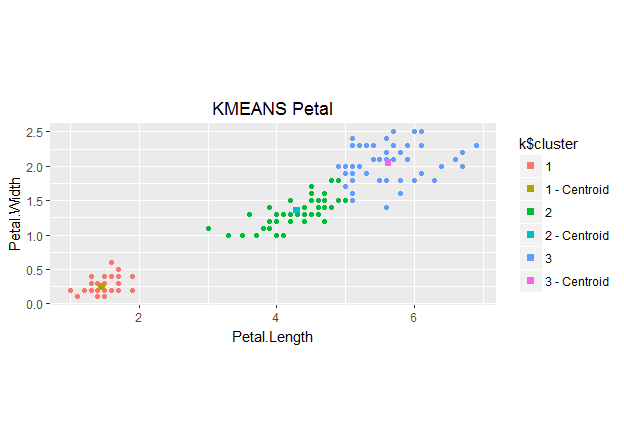 KMEANS Petal
Petal.Width
2.5
2.0
1.5
1.0
0.5
0.0
2
4
6
Petal.Length
k$cluster
1
1 - Centroid
2
2 - Centroid
3
3 - Centroid